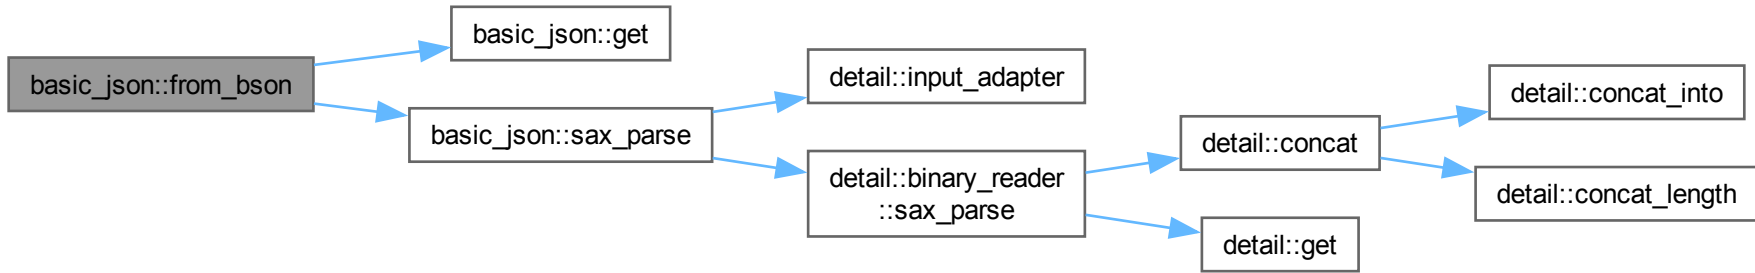 basic_json::from_bson
basic_json::get
basic_json::sax_parse
detail::input_adapter
detail::binary_reader
::sax_parse
detail::concat
detail::get
detail::concat_into
detail::concat_length